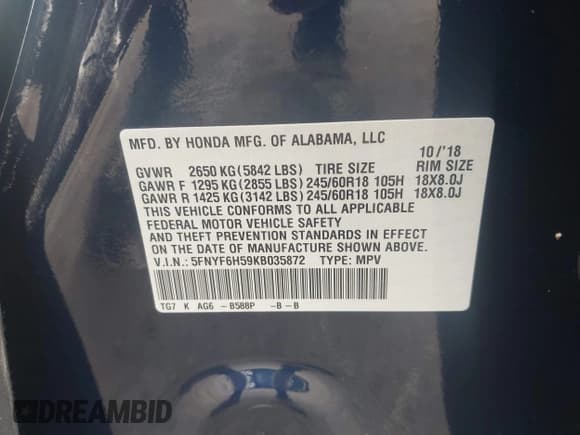 MFD. BY HONDA MFG. OF ALABAMA, LLC
10/'18
GVWR 2650 KG(5842 LBS) TIRE SIZE RIM SIZE
GAWR F 1295 KG(2855 LBS) 245/60R18 105H 18X8.0J
GAWR R 1425 KG(3142 LBS) 245/60R18 105H 18X8.0J
THIS VEHICLE CONFORMS TO ALL APPLICABLE
FEDERAL MOTOR VEHICLE SAFETY
AND THEFT PREVENTION STANDARDS IN EFFECT
ON THE DATE OF MANUFACTURE SHOWN ABOVE.
V.I.N.: 5FNYF6H59KB035872 TYPE: MPV
TG7 K AG6 - B588P -B-B
DREAMBID